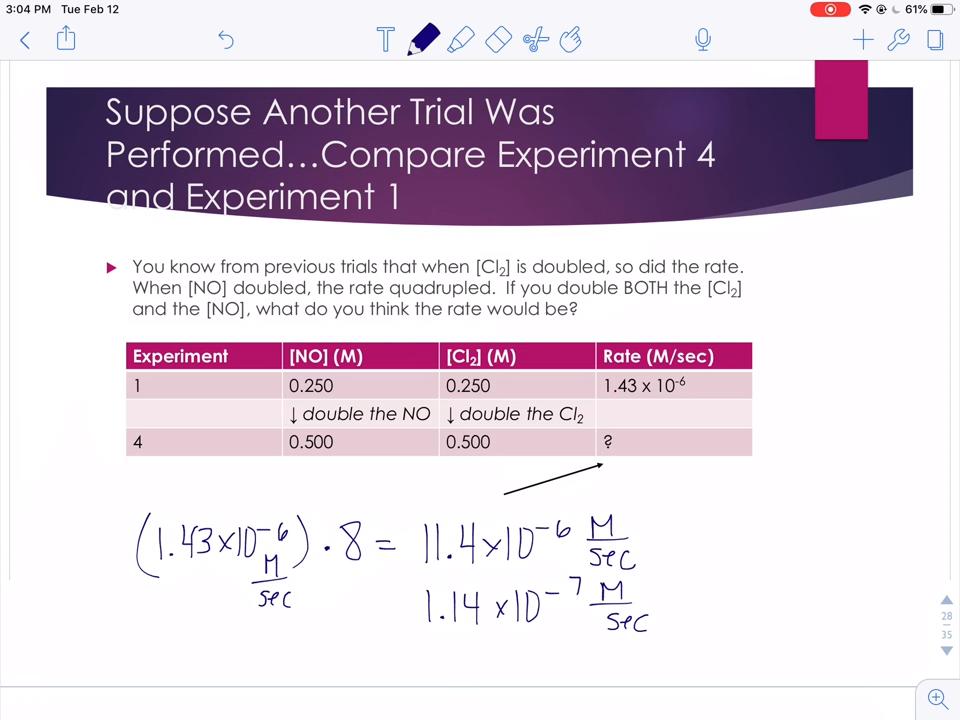 3:04 PM Tue Feb 12 61%
T
Suppose Another Trial Was
Performed…Compare Experiment 4
and Experiment 1
You know from previous trials that when [Cl₂] is doubled, so did the rate.
When [NO] doubled, the rate quadrupled. If you double BOTH the [Cl₂]
and the [NO], what do you think the rate would be?
Experiment [NO] (M) [Cl₂] (M) Rate (M/sec)
1 0.250 0.250 1.43 x 10⁻⁶
↓ double the NO ↓ double the Cl₂
4 0.500 0.500 ?
(1.43×10⁻⁶ M/sec) · 8 = 11.4×10⁻⁶ M/sec
1.14 ×10⁻⁷ M/sec
28
35